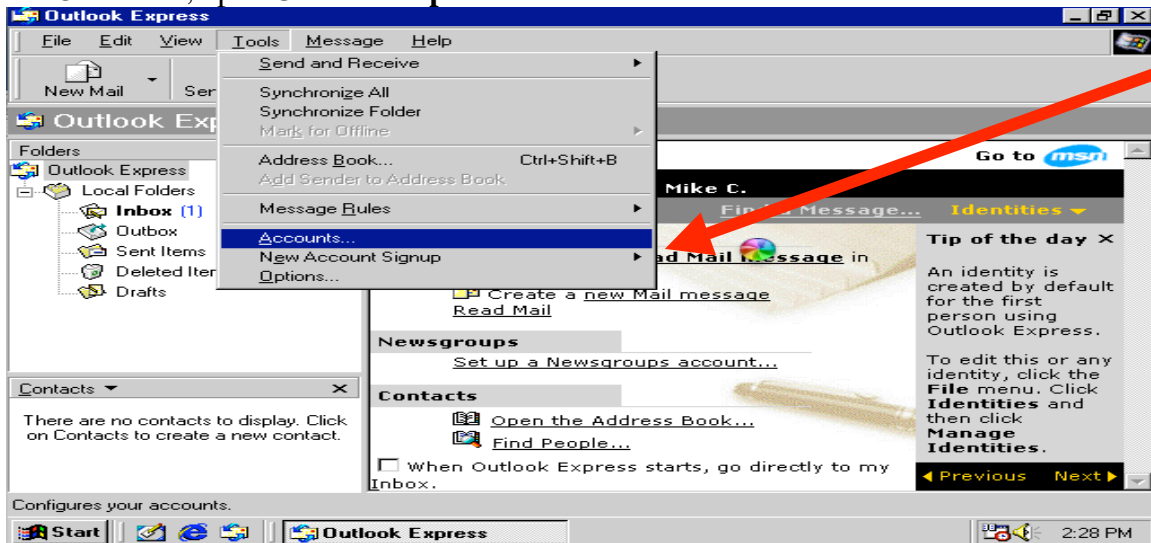 Outlook Express
File Edit View Tools Message Help
New Mail
Send and Receive
Synchronize All
Synchronize Folder
Mark for Offline
Address Book... Ctrl+Shift+B
Add Sender to Address Book
Message Rules
Accounts...
New Account Signup
Options...
Folders
Outlook Express
Local Folders
Inbox (1)
Outbox
Sent Items
Deleted Iter
Drafts
Contacts
There are no contacts to display. Click
on Contacts to create a new contact.
Go to msn
Mike C.
Message... Identities
Mail in
Create a new Mail message
Read Mail
Newsgroups
Set up a Newsgroups account...
Contacts
Open the Address Book...
Find People...
When Outlook Express starts, go directly to my
Inbox.
Tip of the day
An identity is
created by default
for the first
person using
Outlook Express.
To edit this or any
identity, click the
File menu. Click
Identities and
then click
Manage
Identities.
Previous Next
Configures your accounts.
Start Outlook Express 2:28 PM